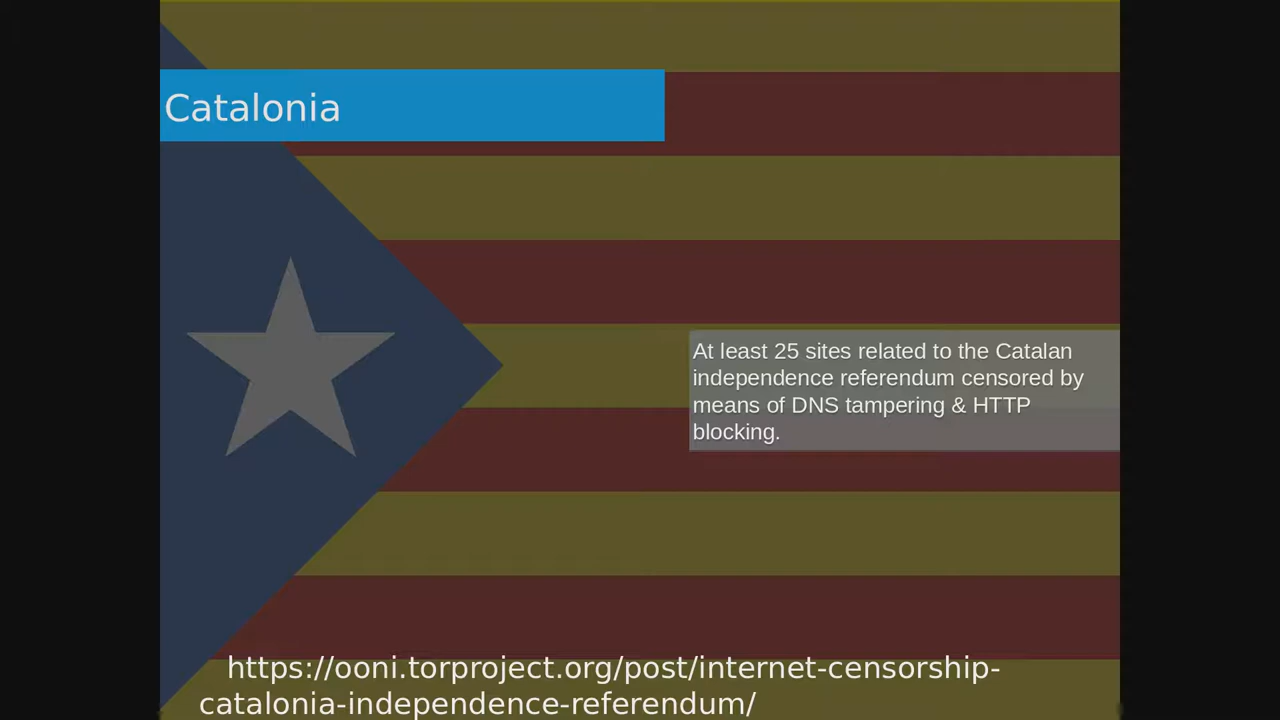 Catalonia
At least 25 sites related to the Catalan
independence referendum censored by
means of DNS tampering & HTTP
blocking.
https://ooni.torproject.org/post/internet-censorship-
catalonia-independence-referendum/